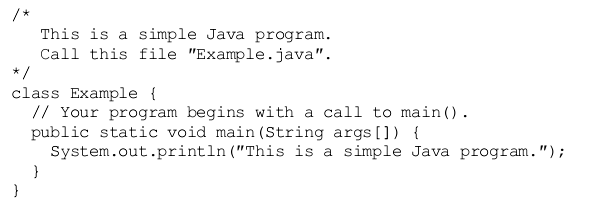 /*
   This is a simple Java program.
   Call this file "Example.java".
*/
class Example {
  // Your program begins with a call to main().
  public static void main(String args[]) {
    System.out.println("This is a simple Java program.");
  }
}